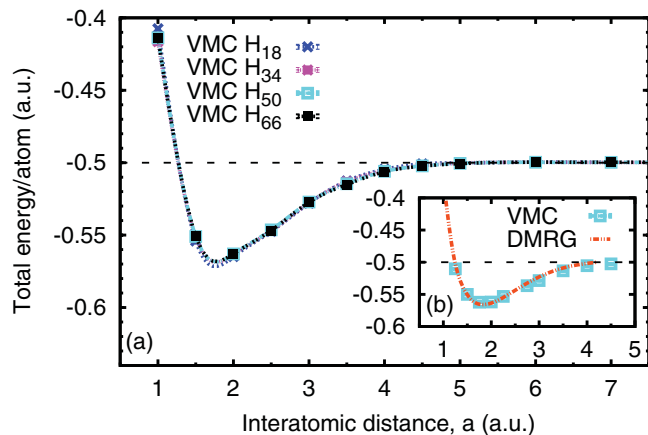 -0.4
-0.45
-0.5
-0.55
-0.6
Total energy/atom (a.u.)
VMC H18
VMC H34
VMC H50
VMC H66
(a)
1 2 3 4 5 6 7
Interatomic distance, a (a.u.)
-0.4
-0.45
-0.5
-0.55
-0.6
VMC
DMRG
(b)
1 2 3 4 5